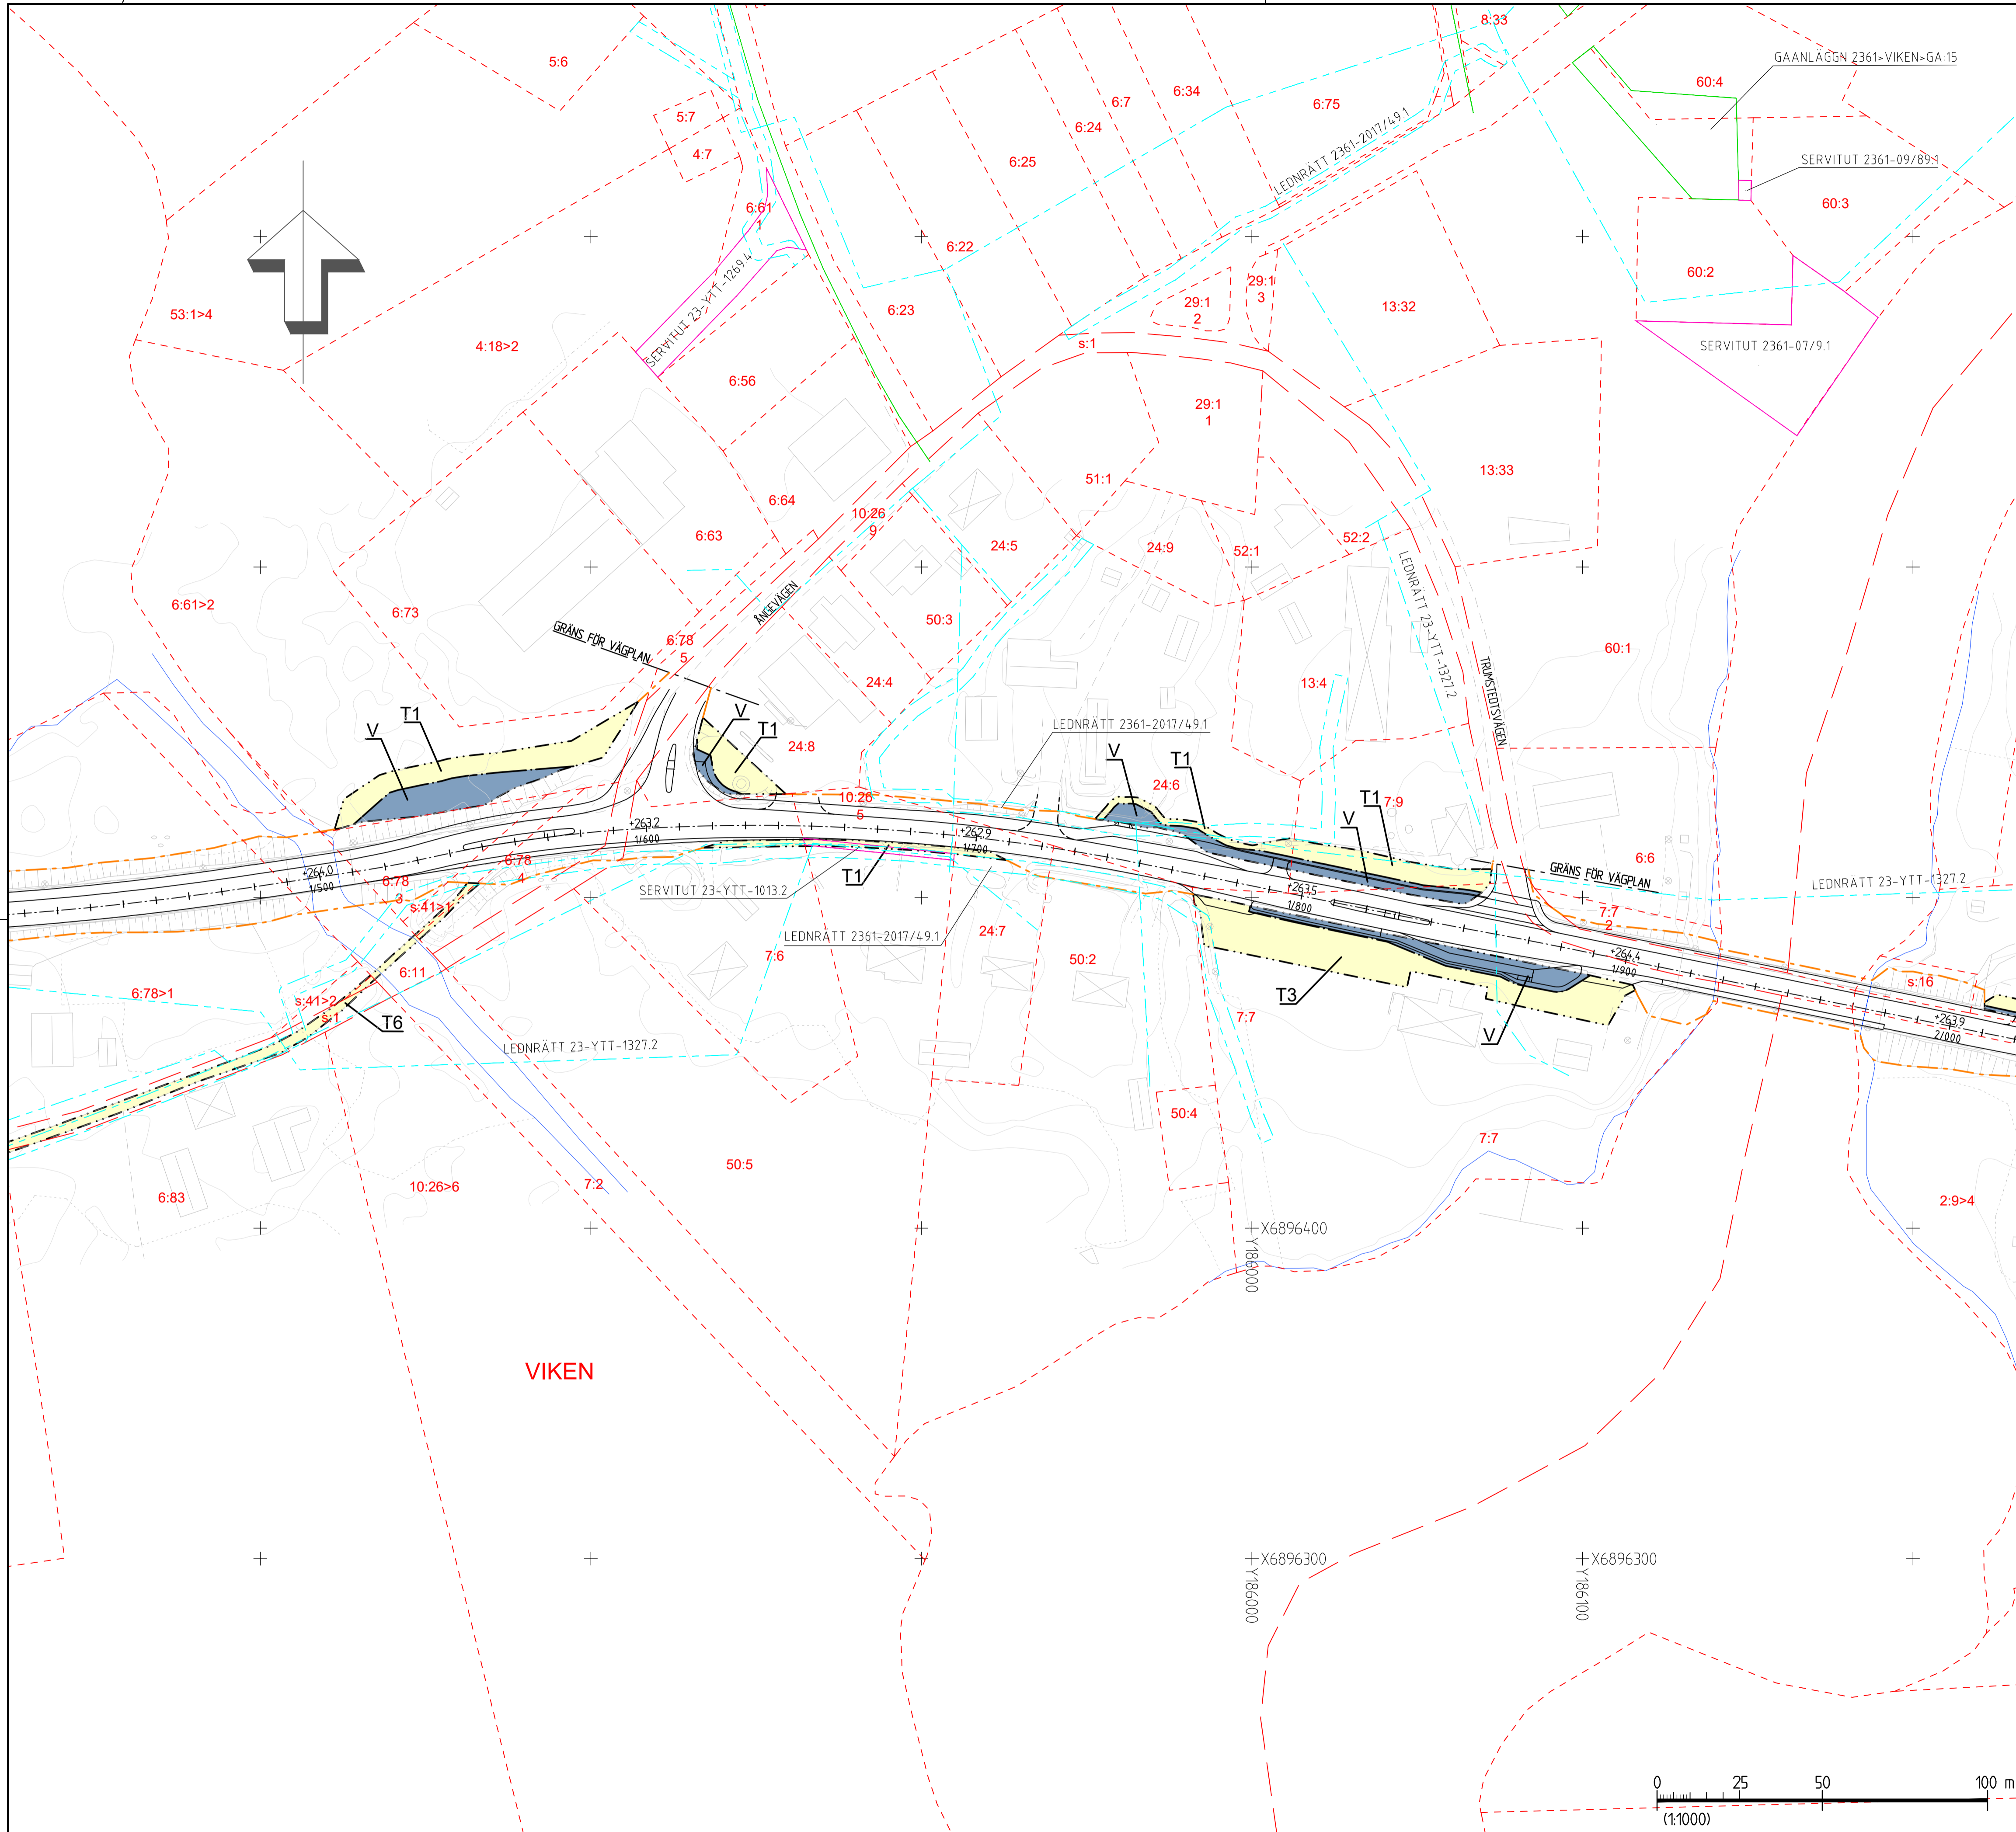 8:33
5:6
GAANLÄGGN 2361>VIKEN>GA:15
60:4
6:34
6:7
6:75
5:7
6:24
LEDNRÄTT 2361-2017/49.1
4:7
6:25
SERVITUT 2361-09/89.1
60:3
6:61
1
6:22
SERVITUT 23-YTT-1269.4
60:2
29:1
3
29:1
2
13:32
53:1>4
6:23
s:1
4:18>2
SERVITUT 2361-07/9.1
6:56
29:1
1
51:1
13:33
6:64
10:26
9
6:63
24:5
24:9
52:1
52:2
LEDNRÄTT 23-YTT-1327.2
6:61>2
6:73
ÅNGEVÄGEN
50:3
GRÄNS FÖR VÄGPLAN
6:78
5
60:1
TRUMSTEDTSVÄGEN
24:4
13:4
T1
V
V
T1
24:8
LEDNRÄTT 2361-2017/49.1
V
T1
24:6
10:26
5
T1
7:9
V
+263.2
1/600
+262.9
1/700
6:78
4
+264.0
1/500
6:78
3
s:41>1
SERVITUT 23-YTT-1013.2
T1
+263.5
1/800
6:6
GRÄNS FÖR VÄGPLAN
LEDNRÄTT 23-YTT-1327.2
7:7
2
LEDNRÄTT 2361-2017/49.1
24:7
7:6
50:2
+264.4
1/900
6:11
6:78>1
s:41>2
s:1
T6
T3
7:7
V
s:16
+263.9
2/000
LEDNRÄTT 23-YTT-1327.2
50:4
7:7
50:5
6:83
10:26>6
7:2
2:9>4
X6896400
Y186000
VIKEN
X6896300
Y186000
X6896300
Y186100
0 25 50 100 m
(1:1000)